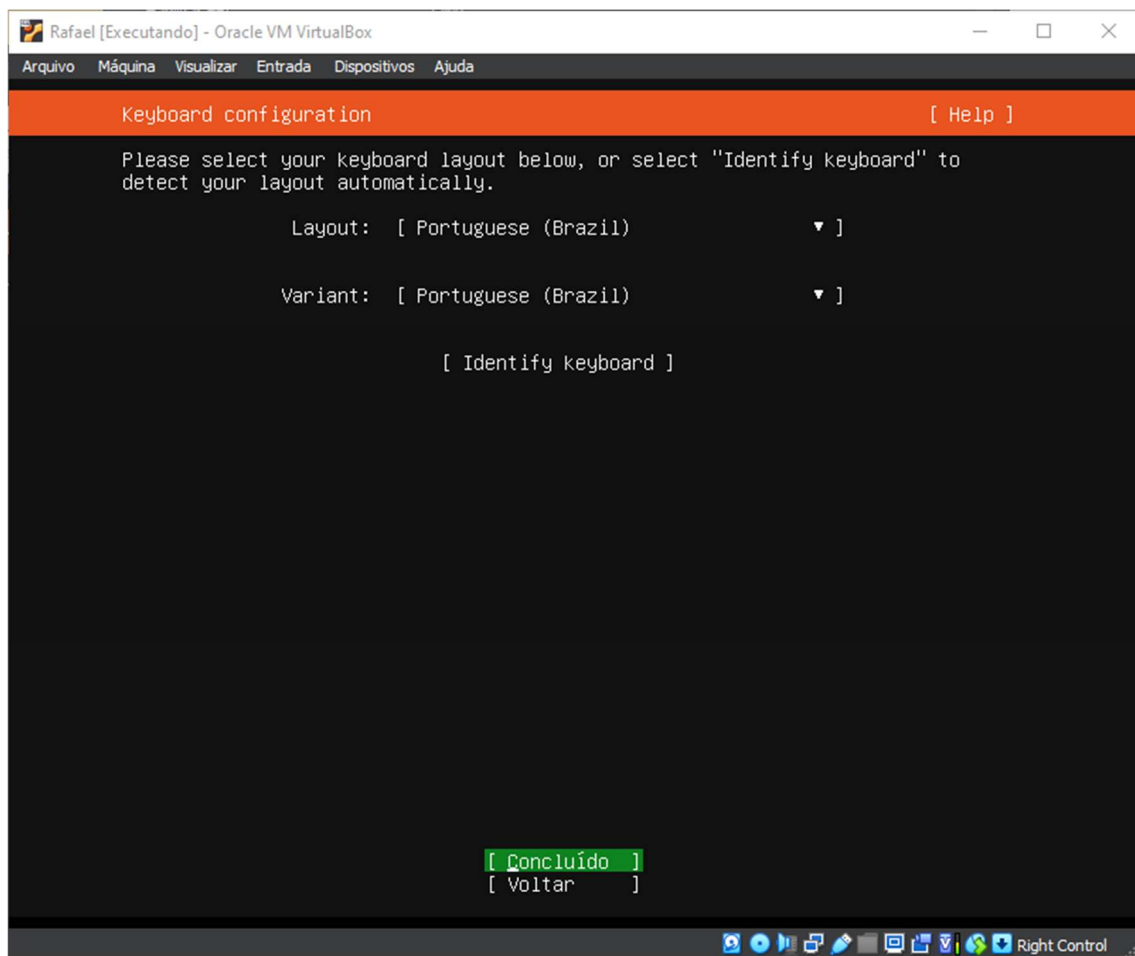 Rafael [Executando] - Oracle VM VirtualBox
Arquivo Máquina Visualizar Entrada Dispositivos Ajuda
Keyboard configuration [ Help ]
Please select your keyboard layout below, or select "Identify keyboard" to
detect your layout automatically.
Layout: [ Portuguese (Brazil) ▾ ]
Variant: [ Portuguese (Brazil) ▾ ]
[ Identify keyboard ]
[ Concluído ]
[ Voltar ]
Right Control